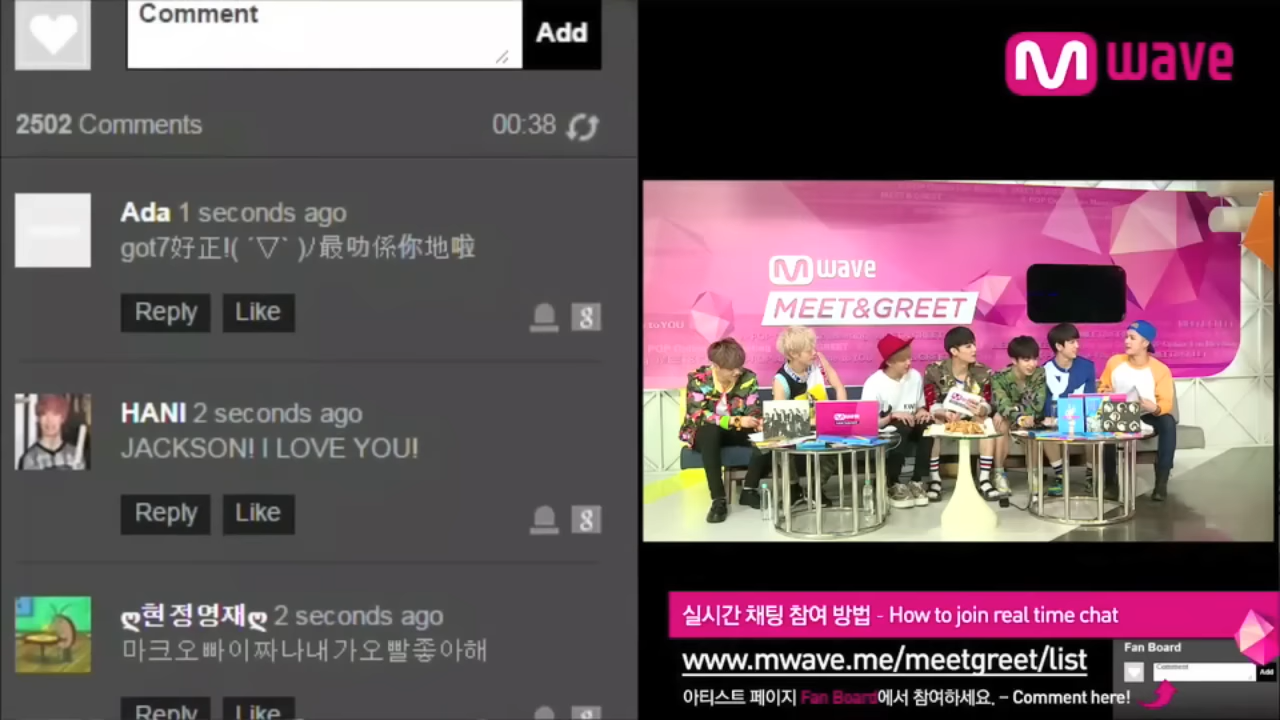 Comment
Add
2502 Comments
00:38
Ada 1 seconds ago
got7好正!( ´▽` )ﾉ最叻係你地啦
Reply
Like
HANI 2 seconds ago
JACKSON! I LOVE YOU!
Reply
Like
ღ현정영재ღ 2 seconds ago
마크오빠이짜나내가오빨좋아해
Reply
Like
M wave
M wave
MEET&GREET
실시간 채팅 참여 방법 - How to join real time chat
www.mwave.me/meetgreet/list
아티스트 페이지 Fan Board에서 참여하세요. - Comment here!
Fan Board
Comment
Add